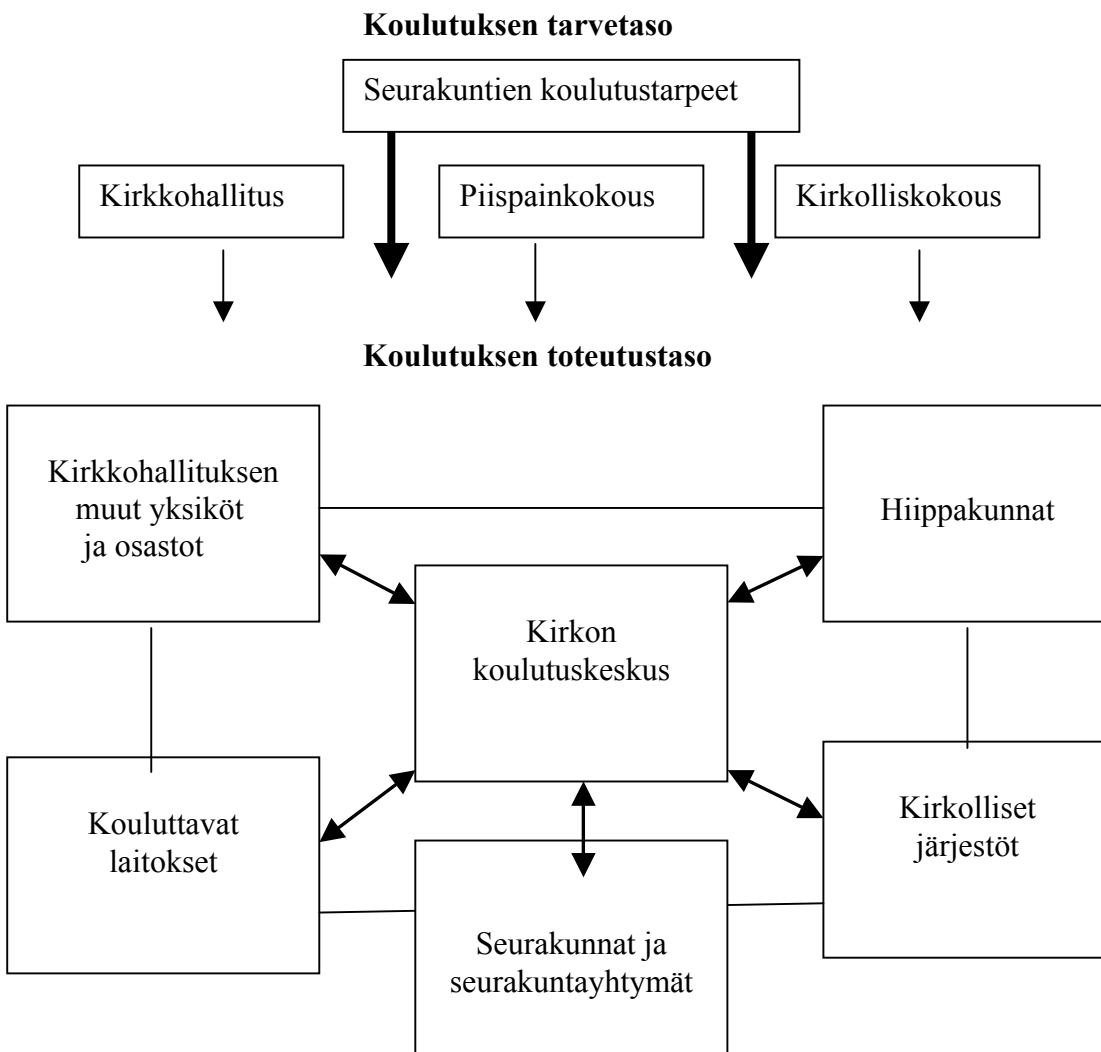 Koulutuksen tarvetaso
Seurakuntien koulutustarpeet
Kirkkohallitus
Piispainkokous
Kirkolliskokous
Koulutuksen toteutustaso
Kirkkohallituksen
muut yksiköt
ja osastot
Hiippakunnat
Kirkon
koulutuskeskus
Kouluttavat
laitokset
Kirkolliset
järjestöt
Seurakunnat ja
seurakuntayhtymät